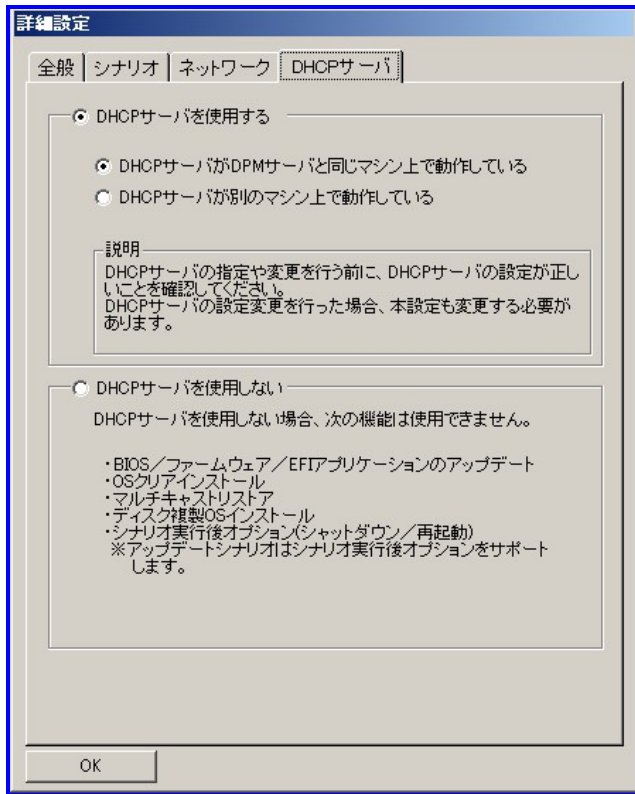 詳細設定
全般 シナリオ ネットワーク DHCPサーバ
DHCPサーバを使用する
DHCPサーバがDPMサーバと同じマシン上で動作している
DHCPサーバが別のマシン上で動作している
説明
DHCPサーバの指定や変更を行う前に、DHCPサーバの設定が正し
いことを確認してください。
DHCPサーバの設定変更を行った場合、本設定も変更する必要が
あります。
DHCPサーバを使用しない
DHCPサーバを使用しない場合、次の機能は使用できません。
・BIOS／ファームウェア／EFIアプリケーションのアップデート
・OSクリアインストール
・マルチキャストリストア
・ディスク複製OSインストール
・シナリオ実行後オプション(シャットダウン／再起動)
※アップデートシナリオはシナリオ実行後オプションをサポート
します。
OK